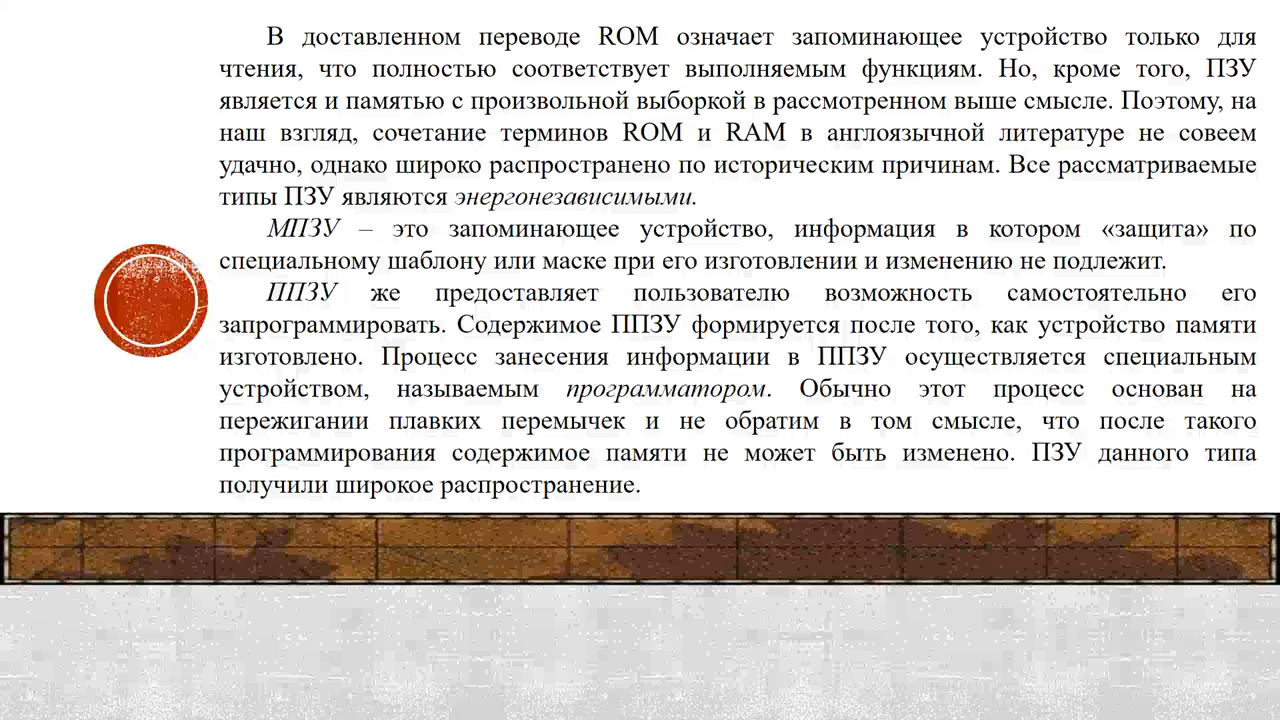 В доставленном переводе ROM означает запоминающее устройство только для
чтения, что полностью соответствует выполняемым функциям. Но, кроме того, ПЗУ
является и памятью с произвольной выборкой в рассмотренном выше смысле. Поэтому, на
наш взгляд, сочетание терминов ROM и RAM в англоязычной литературе не совеем
удачно, однако широко распространено по историческим причинам. Все рассматриваемые
типы ПЗУ являются энергонезависимыми.
МПЗУ – это запоминающее устройство, информация в котором «защита» по
специальному шаблону или маске при его изготовлении и изменению не подлежит.
ППЗУ же предоставляет пользователю возможность самостоятельно его
запрограммировать. Содержимое ППЗУ формируется после того, как устройство памяти
изготовлено. Процесс занесения информации в ППЗУ осуществляется специальным
устройством, называемым программатором. Обычно этот процесс основан на
пережигании плавких перемычек и не обратим в том смысле, что после такого
программирования содержимое памяти не может быть изменено. ПЗУ данного типа
получили широкое распространение.